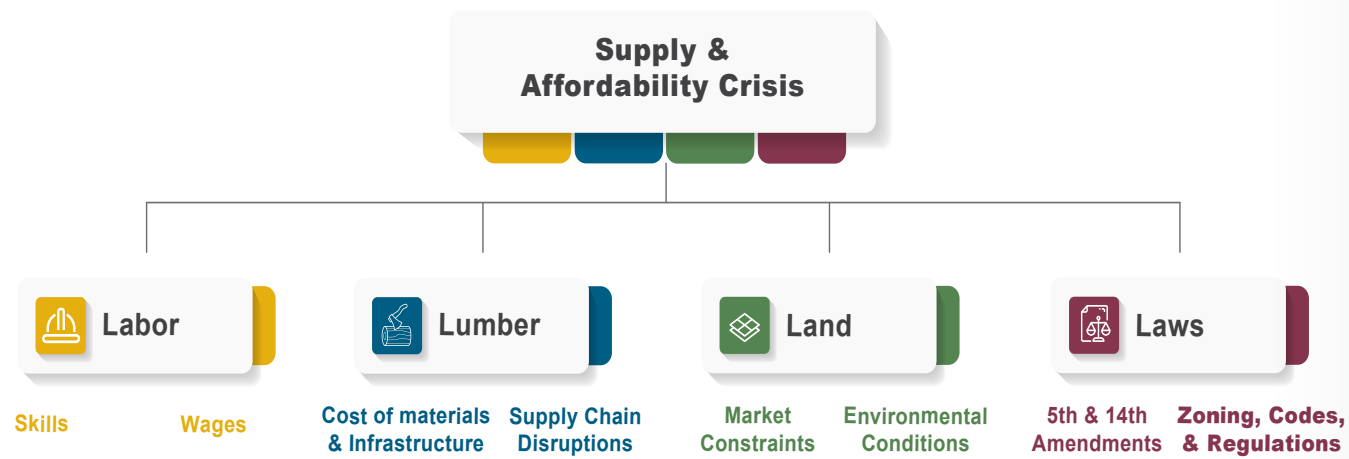 Supply &
Affordability Crisis
Labor
Lumber
Land
Laws
Skills
Wages
Cost of materials
& Infrastructure
Supply Chain
Disruptions
Market
Constraints
Environmental
Conditions
5th & 14th
Amendments
Zoning, Codes,
& Regulations